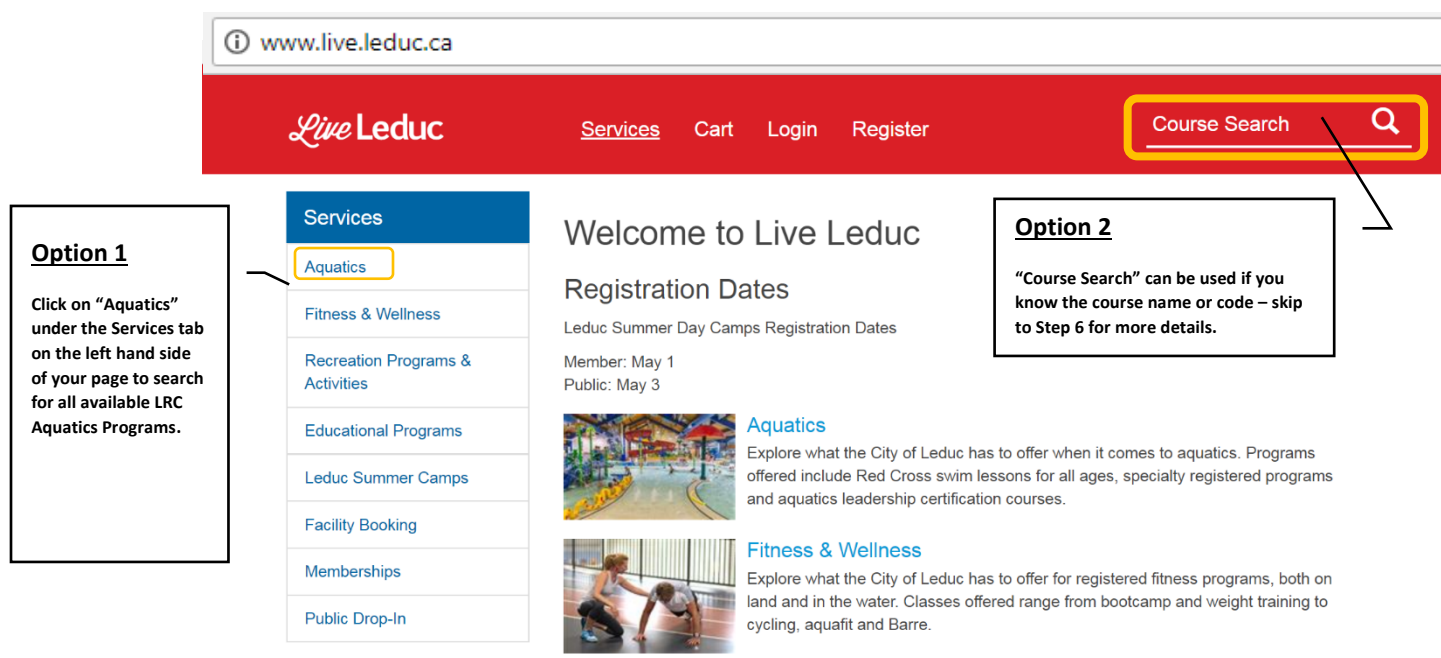 www.live.leduc.ca
Live Leduc
Services Cart Login Register
Course Search
Option 1
Click on “Aquatics”
under the Services tab
on the left hand side
of your page to search
for all available LRC
Aquatics Programs.
Services
Aquatics
Fitness & Wellness
Recreation Programs &
Activities
Educational Programs
Leduc Summer Camps
Facility Booking
Memberships
Public Drop-In
Welcome to Live Leduc
Registration Dates
Leduc Summer Day Camps Registration Dates
Member: May 1
Public: May 3
Option 2
“Course Search” can be used if you
know the course name or code – skip
to Step 6 for more details.
Aquatics
Explore what the City of Leduc has to offer when it comes to aquatics. Programs
offered include Red Cross swim lessons for all ages, specialty registered programs
and aquatics leadership certification courses.
Fitness & Wellness
Explore what the City of Leduc has to offer for registered fitness programs, both on
land and in the water. Classes offered range from bootcamp and weight training to
cycling, aquafit and Barre.